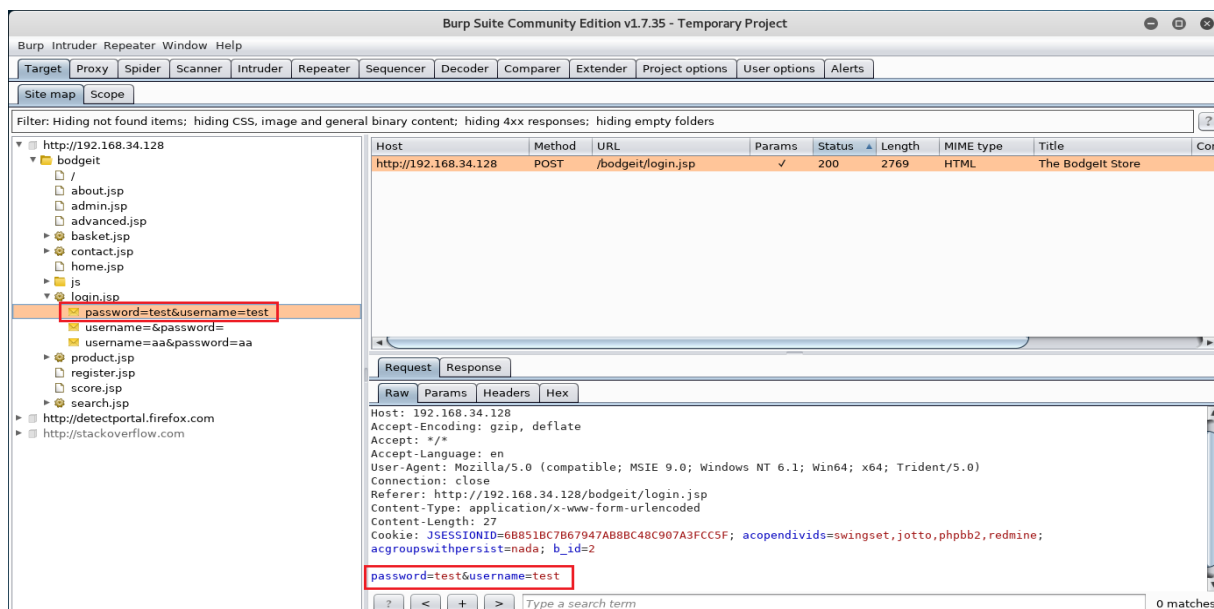 Burp Suite Community Edition v1.7.35 - Temporary Project
Burp Intruder Repeater Window Help
Target Proxy Spider Scanner Intruder Repeater Sequencer Decoder Comparer Extender Project options User options Alerts
Site map Scope
Filter: Hiding not found items; hiding CSS, image and general binary content; hiding 4xx responses; hiding empty folders ?
http://192.168.34.128
bodgeit
/
about.jsp
admin.jsp
advanced.jsp
basket.jsp
contact.jsp
home.jsp
js
login.jsp
password=test&username=test
username=&password=
username=aa&password=aa
product.jsp
register.jsp
score.jsp
search.jsp
http://detectportal.firefox.com
http://stackoverflow.com
Host Method URL Params Status Length MIME type Title Co
http://192.168.34.128 POST /bodgeit/login.jsp ✓ 200 2769 HTML The BodgeIt Store
Request Response
Raw Params Headers Hex
Host: 192.168.34.128
Accept-Encoding: gzip, deflate
Accept: */*
Accept-Language: en
User-Agent: Mozilla/5.0 (compatible; MSIE 9.0; Windows NT 6.1; Win64; x64; Trident/5.0)
Connection: close
Referer: http://192.168.34.128/bodgeit/login.jsp
Content-Type: application/x-www-form-urlencoded
Content-Length: 27
Cookie: JSESSIONID=6B851BC7B67947AB8BC48C907A3FCC5F; acopendivids=swingset,jotto,phpbb2,redmine;
acgroupswithpersist=nada; b_id=2
password=test&username=test
? < + > Type a search term 0 matches